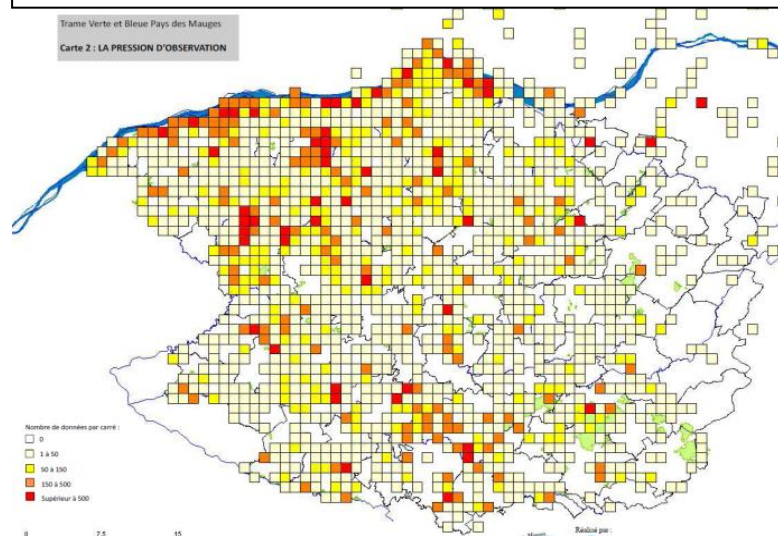 Trame Verte et Bleue Pays des Mauges
Carte 2 : LA PRESSION D'OBSERVATION
Nombre de données par carré :
0
1 à 50
50 à 150
150 à 500
Supérieur à 500
0 7.5 15
Réalisé par :